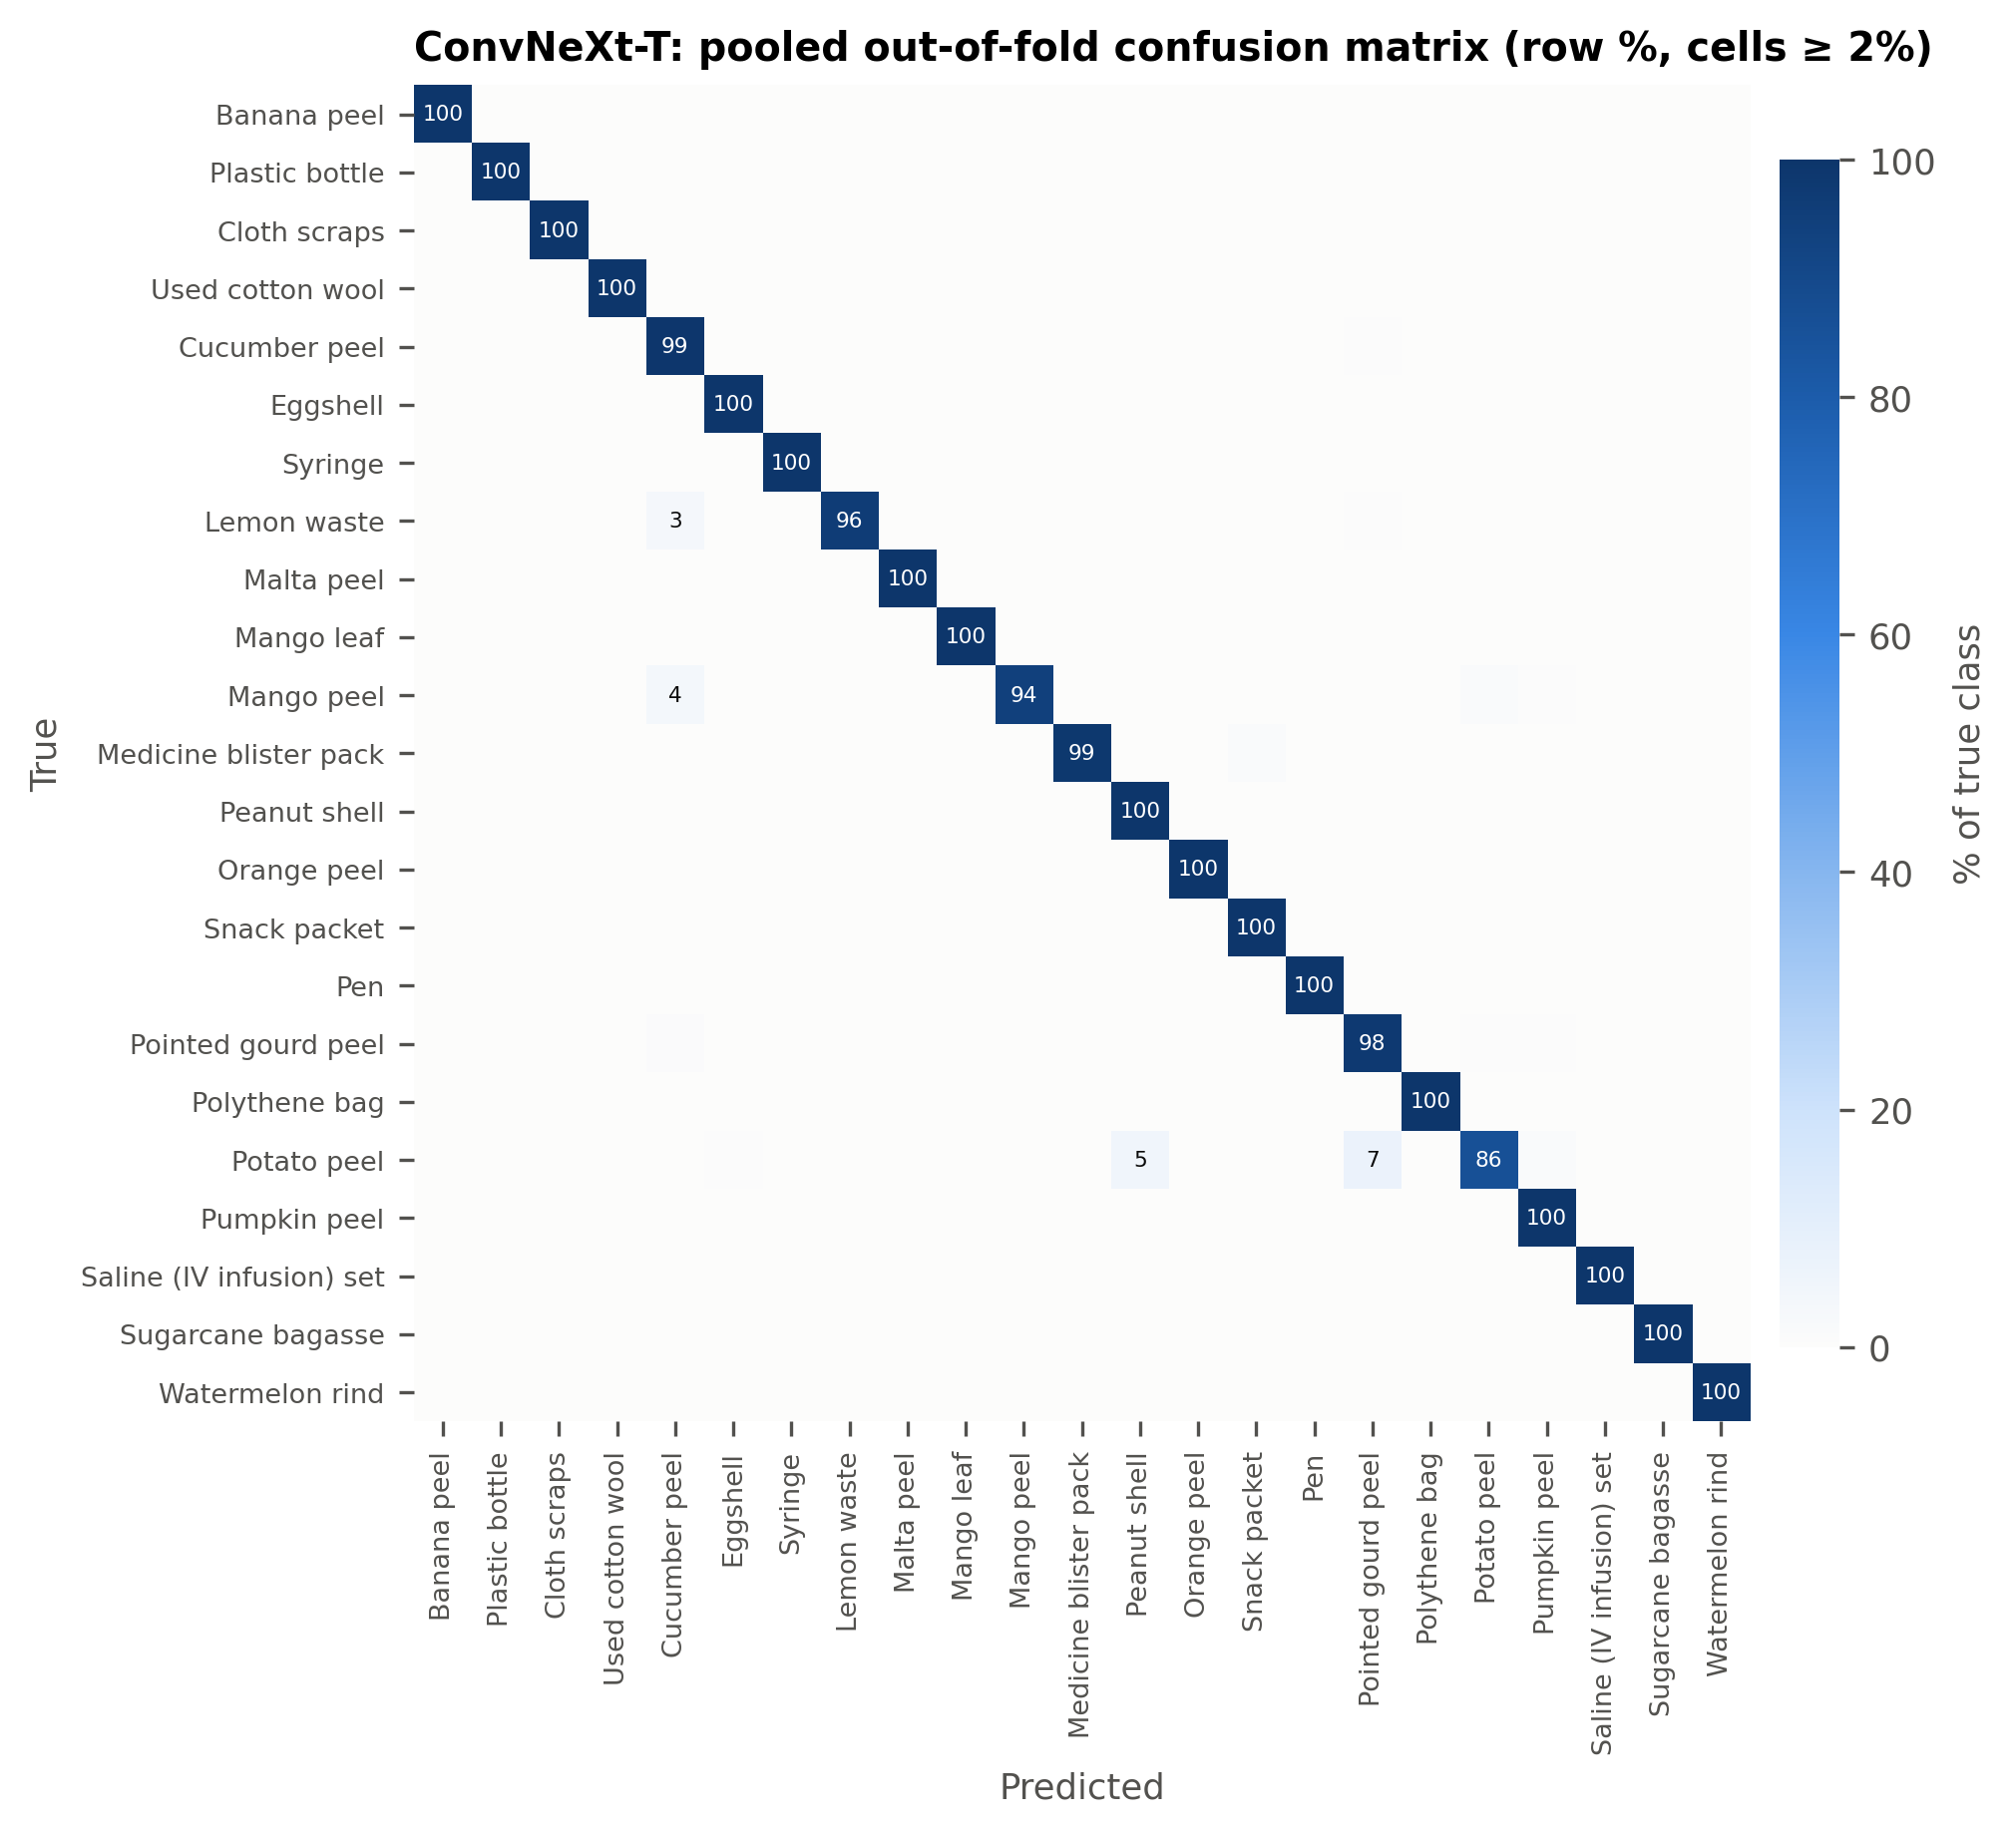 ConvNeXt-T: pooled out-of-fold confusion matrix (row %, cells ≥ 2%)
True
Banana peel 100
Plastic bottle 100
Cloth scraps 100
Used cotton wool 100
Cucumber peel 99
Eggshell 100
Syringe 100
Lemon waste 3 96
Malta peel 100
Mango leaf 100
Mango peel 4 94
Medicine blister pack 99
Peanut shell 100
Orange peel 100
Snack packet 100
Pen 100
Pointed gourd peel 98
Polythene bag 100
Potato peel 5 7 86
Pumpkin peel 100
Saline (IV infusion) set 100
Sugarcane bagasse 100
Watermelon rind 100
Banana peel
Plastic bottle
Cloth scraps
Used cotton wool
Cucumber peel
Eggshell
Syringe
Lemon waste
Malta peel
Mango leaf
Mango peel
Medicine blister pack
Peanut shell
Orange peel
Snack packet
Pen
Pointed gourd peel
Polythene bag
Potato peel
Pumpkin peel
Saline (IV infusion) set
Sugarcane bagasse
Watermelon rind
Predicted
100
80
60
40
20
0
% of true class